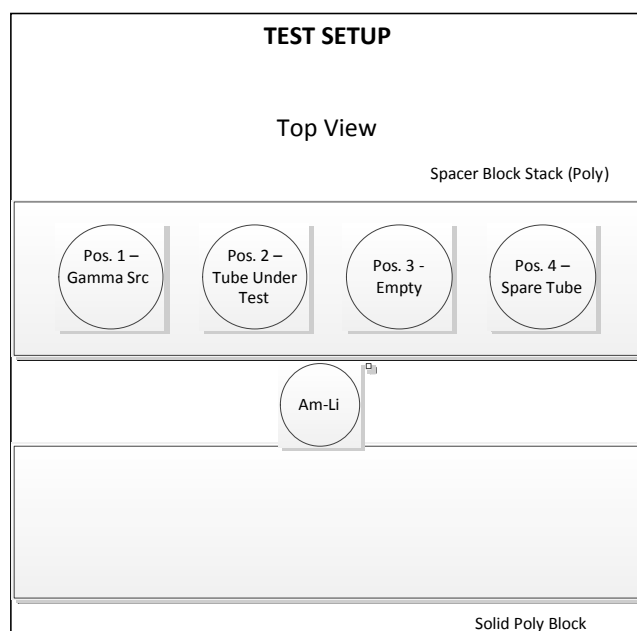 TEST SETUP
Top View
Spacer Block Stack (Poly)
Pos. 1 –
Gamma Src
Pos. 2 –
Tube Under
Test
Pos. 3 -
Empty
Pos. 4 –
Spare Tube
Am-Li
Solid Poly Block